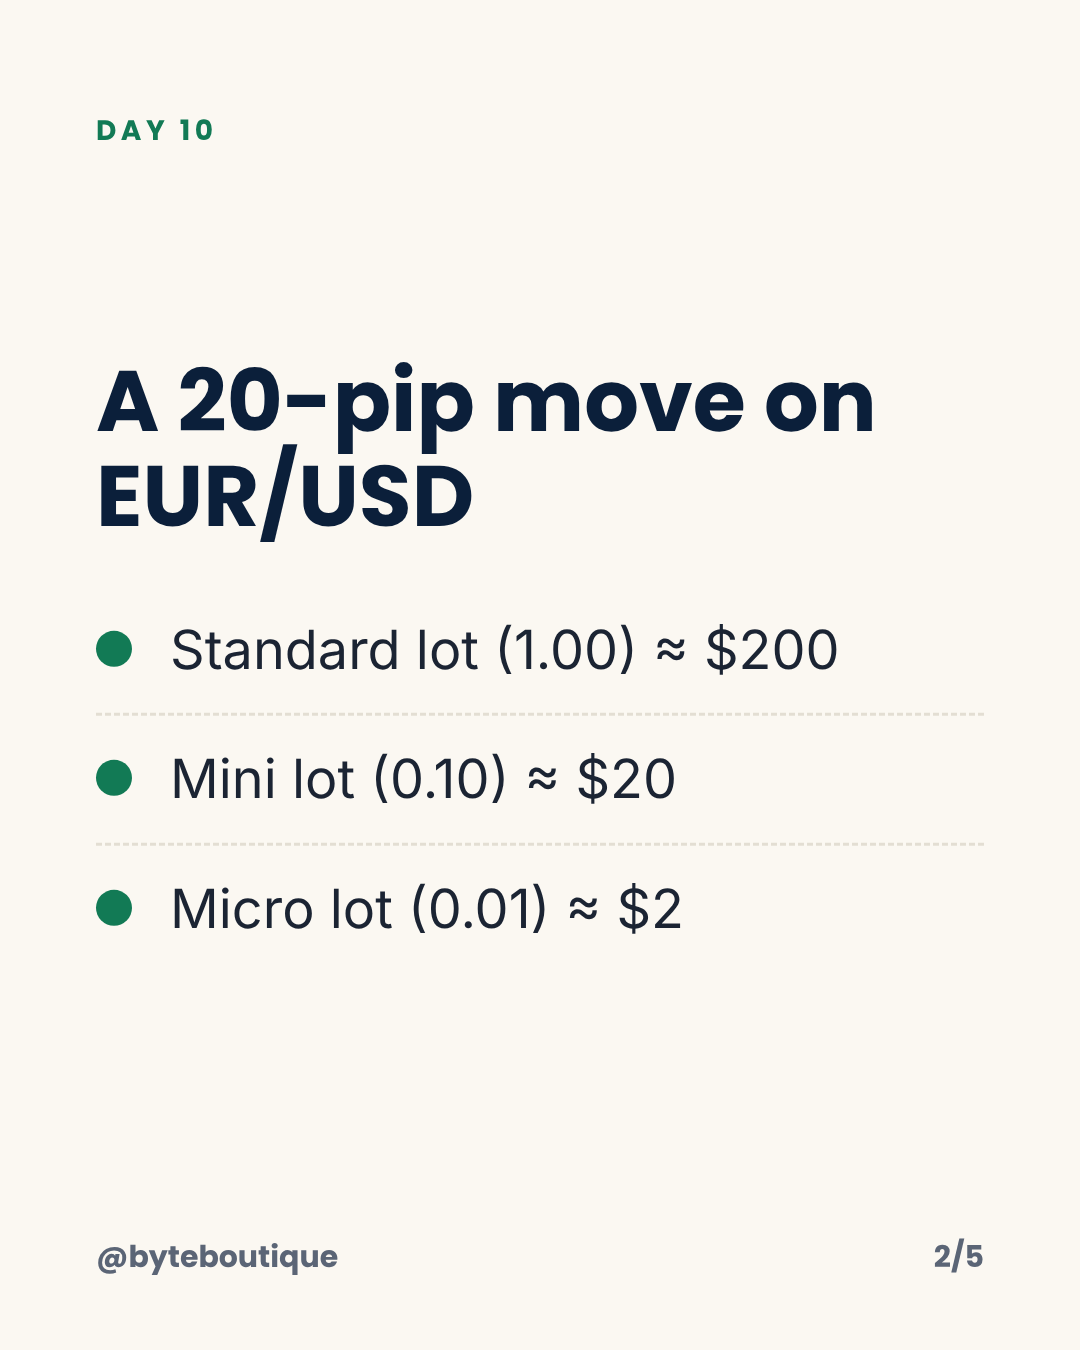 DAY 10
A 20-pip move on
EUR/USD
Standard lot (1.00) ≈ $200
Mini lot (0.10) ≈ $20
Micro lot (0.01) ≈ $2
@byteboutique
2/5